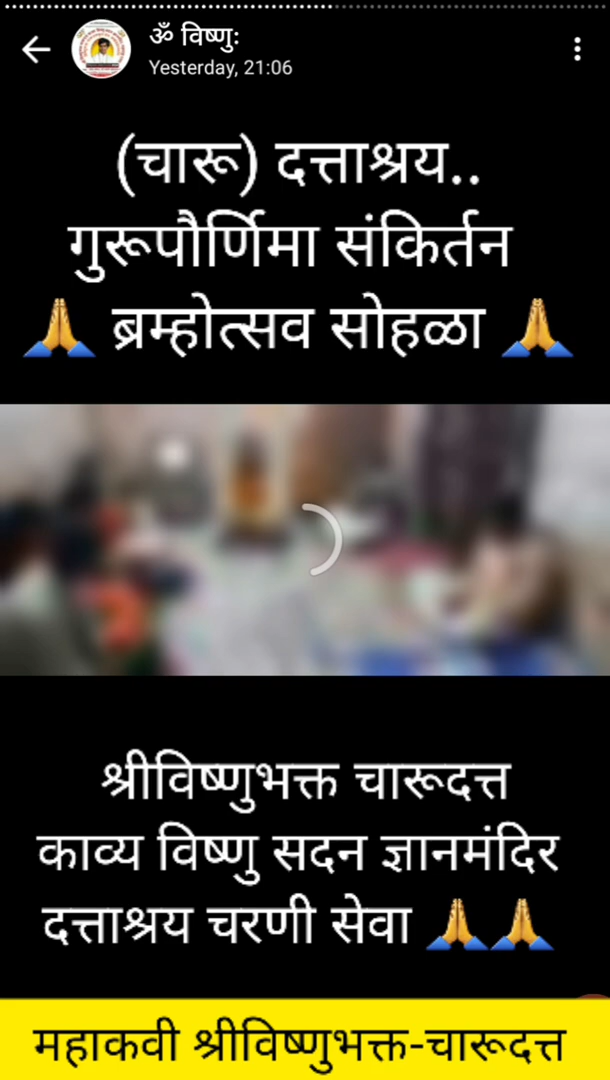 ॐ विष्णुः
Yesterday, 21:06
(चारू) दत्ताश्रय..
गुरूपौर्णिमा संकिर्तन
🙏 ब्रम्होत्सव सोहळा 🙏
श्रीविष्णुभक्त चारूदत्त
काव्य विष्णु सदन ज्ञानमंदिर
दत्ताश्रय चरणी सेवा 🙏🙏
महाकवी श्रीविष्णुभक्त-चारूदत्त